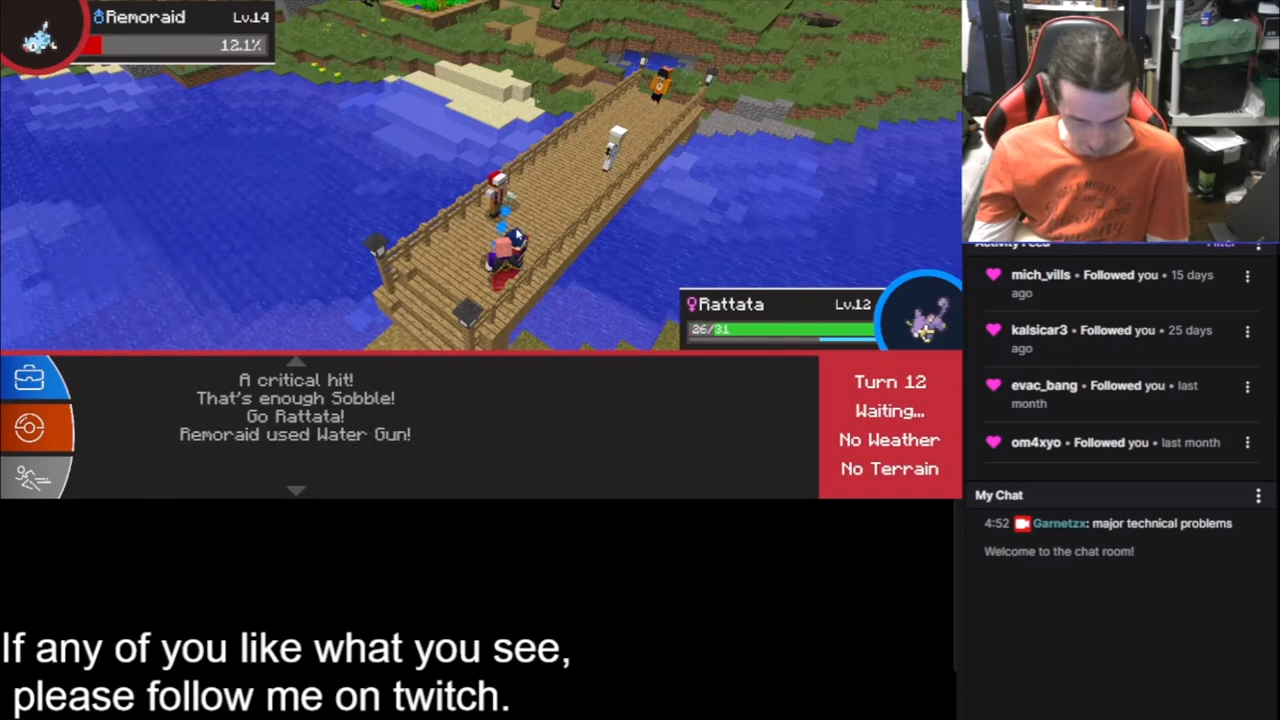 Remoraid Lv.14
12.1%
Rattata Lv.12
26/31
A critical hit!
That's enough Sobble!
Go Rattata!
Remoraid used Water Gun!
Turn 12
Waiting...
No Weather
No Terrain
If any of you like what you see,
please follow me on twitch.
Activity Feed Filter
mich_vills • Followed you • 15 days
ago
kalsicar3 • Followed you • 25 days
ago
evac_bang • Followed you • last
month
om4xyo • Followed you • last month
My Chat
4:52 Garnetzx: major technical problems
Welcome to the chat room!